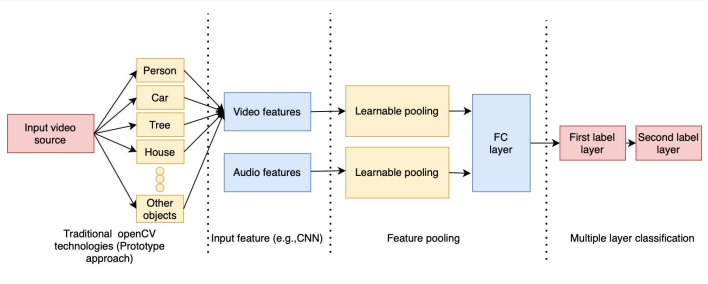 Person
Car
Tree
House
Other
objects
Input video
source
Video features
Audio features
Learnable pooling
Learnable pooling
FC
layer
First label
layer
Second label
layer
Traditional openCV
technologies (Prototype
approach)
Input feature (e.g.,CNN)
Feature pooling
Multiple layer classification